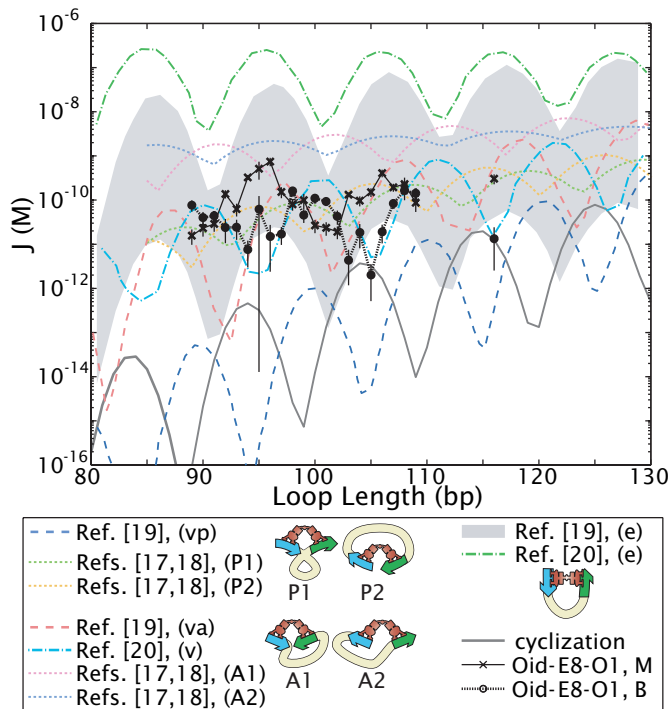 10^-6
10^-8
10^-10
10^-12
10^-14
10^-16
J (M)
80 90 100 110 120 130
Loop Length (bp)
Ref. [19], (vp)
Refs. [17,18], (P1)
Refs. [17,18], (P2)
P1 P2
Ref. [19], (va)
Ref. [20], (v)
Refs. [17,18], (A1)
Refs. [17,18], (A2)
A1 A2
Ref. [19], (e)
Ref. [20], (e)
cyclization
Oid-E8-O1, M
Oid-E8-O1, B